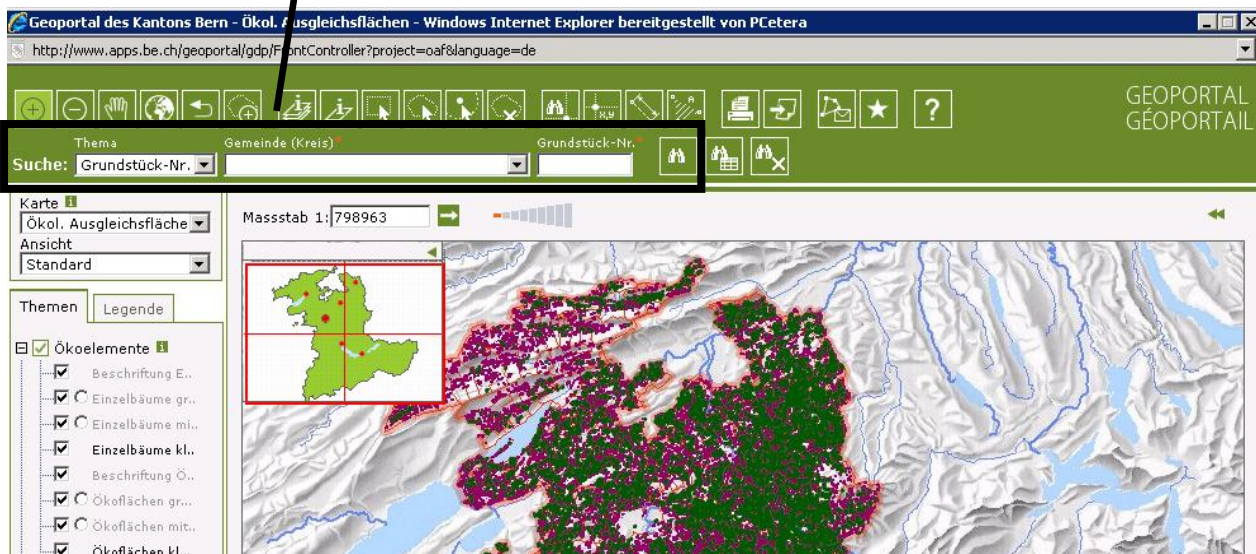 Geoportal des Kantons Bern - Ökol. Ausgleichsflächen - Windows Internet Explorer bereitgestellt von PCetera
http://www.apps.be.ch/geoportal/gdp/FrontController?project=oaf&language=de
GEOPORTAL
GÉOPORTAIL
Thema Gemeinde (Kreis)* Grundstück-Nr.*
Suche: Grundstück-Nr.
Karte
Ökol. Ausgleichsfläche
Ansicht
Standard
Massstab 1: 798963
Themen Legende
Ökoelemente
Beschriftung E..
Einzelbäume gr..
Einzelbäume mi..
Einzelbäume kl..
Beschriftung Ö..
Ökoflächen gr...
Ökoflächen mit..
Ökoflächen kl...